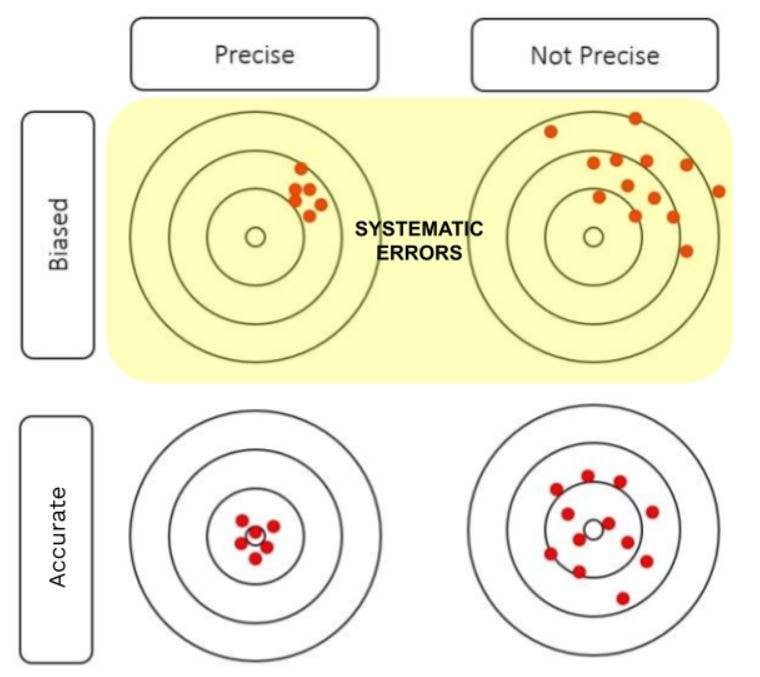 Precise
Not Precise
Biased
SYSTEMATIC
ERRORS
Accurate